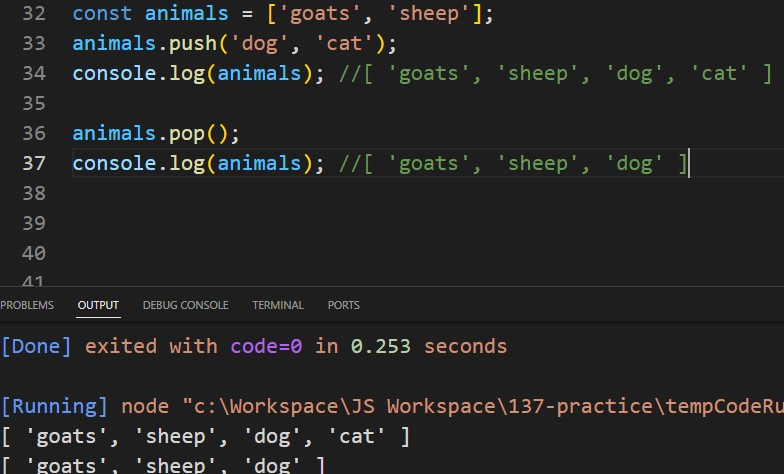 32 const animals = ['goats', 'sheep'];
33 animals.push('dog', 'cat');
34 console.log(animals); //[ 'goats', 'sheep', 'dog', 'cat' ]
35
36 animals.pop();
37 console.log(animals); //[ 'goats', 'sheep', 'dog' ]
38
39
40
41
PROBLEMS OUTPUT DEBUG CONSOLE TERMINAL PORTS
[Done] exited with code=0 in 0.253 seconds
[Running] node "c:\Workspace\JS Workspace\137-practice\tempCodeRu
[ 'goats', 'sheep', 'dog', 'cat' ]
[ 'goats', 'sheep', 'dog' ]